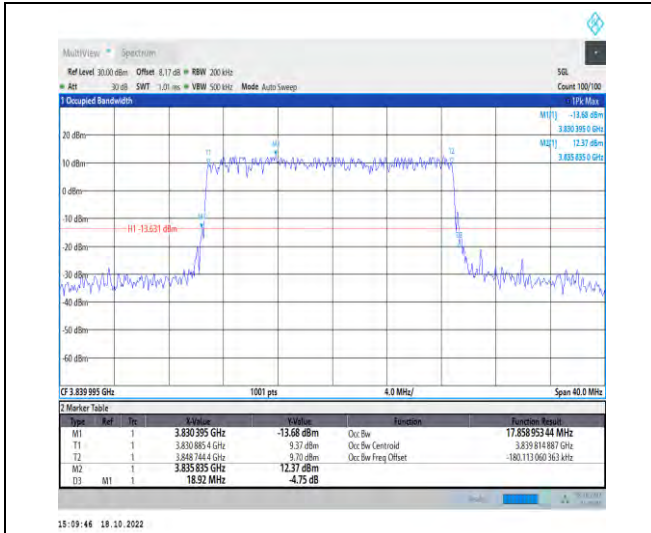 MultiView Spectrum
Ref Level 30.00 dBm Offset 8.17 dB RBW 200 kHz SGL
Att 30 dB SWT 1.01 ms VBW 500 kHz Mode Auto Sweep Count 100/100
1 Occupied Bandwidth 1Pk Max
M1[1] -13.68 dBm
3.830 395 0 GHz
M2[1] 12.37 dBm
3.835 835 0 GHz
20 dBm
T1 T2
10 dBm
0 dBm
-10 dBm
H1 -13.631 dBm
-30 dBm
-40 dBm
-50 dBm
-60 dBm
CF 3.839 995 GHz 1001 pts 4.0 MHz/ Span 40.0 MHz
2 Marker Table
Type Ref Trc X-Value Y-Value Function Function Result
M1 1 3.830 395 GHz -13.68 dBm Occ Bw 17.858 953 44 MHz
T1 1 3.830 885 4 GHz 9.37 dBm Occ Bw Centroid 3.839 814 887 GHz
T2 1 3.848 744 4 GHz 9.70 dBm Occ Bw Freq Offset -180.113 060 363 kHz
M2 1 3.835 835 GHz 12.37 dBm
D3 M1 1 18.92 MHz -4.75 dB
15:09:46 18.10.2022